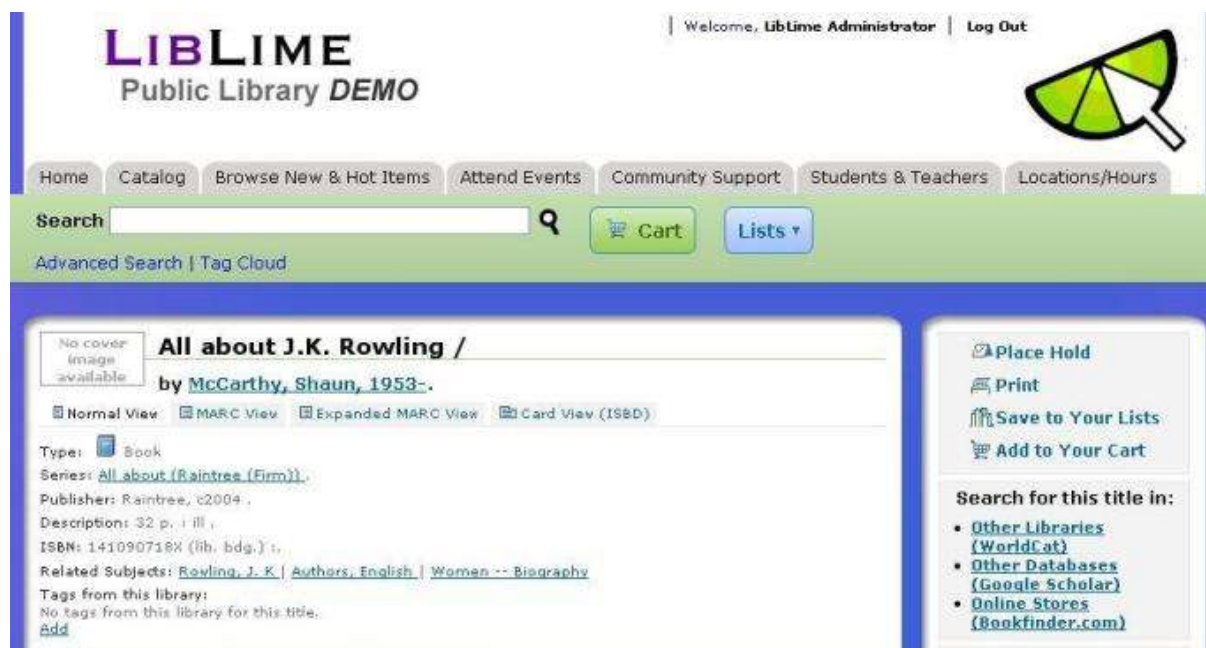 Welcome, LibLime Administrator | Log Out
LIBLIME
Public Library DEMO
Home Catalog Browse New & Hot Items Attend Events Community Support Students & Teachers Locations/Hours
Search Cart Lists
Advanced Search | Tag Cloud
No cover image available
All about J.K. Rowling /
by McCarthy, Shaun, 1953-.
Normal View MARC View Expanded MARC View Card View (ISBD)
Type: Book
Series: All about (Raintree (Firm)) .
Publisher: Raintree, c2004 .
Description: 32 p. : ill .
ISBN: 141090718X (lib. bdg.) :.
Related Subjects: Rowling, J. K | Authors, English | Women -- Biography
Tags from this library:
No tags from this library for this title.
Add
Place Hold
Print
Save to Your Lists
Add to Your Cart
Search for this title in:
• Other Libraries
(WorldCat)
• Other Databases
(Google Scholar)
• Online Stores
(Bookfinder.com)